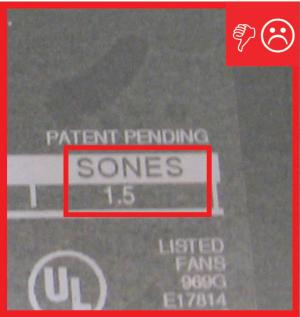 PATENT PENDING
SONES
1.5
UL
LISTED
FANS
969G
E17814